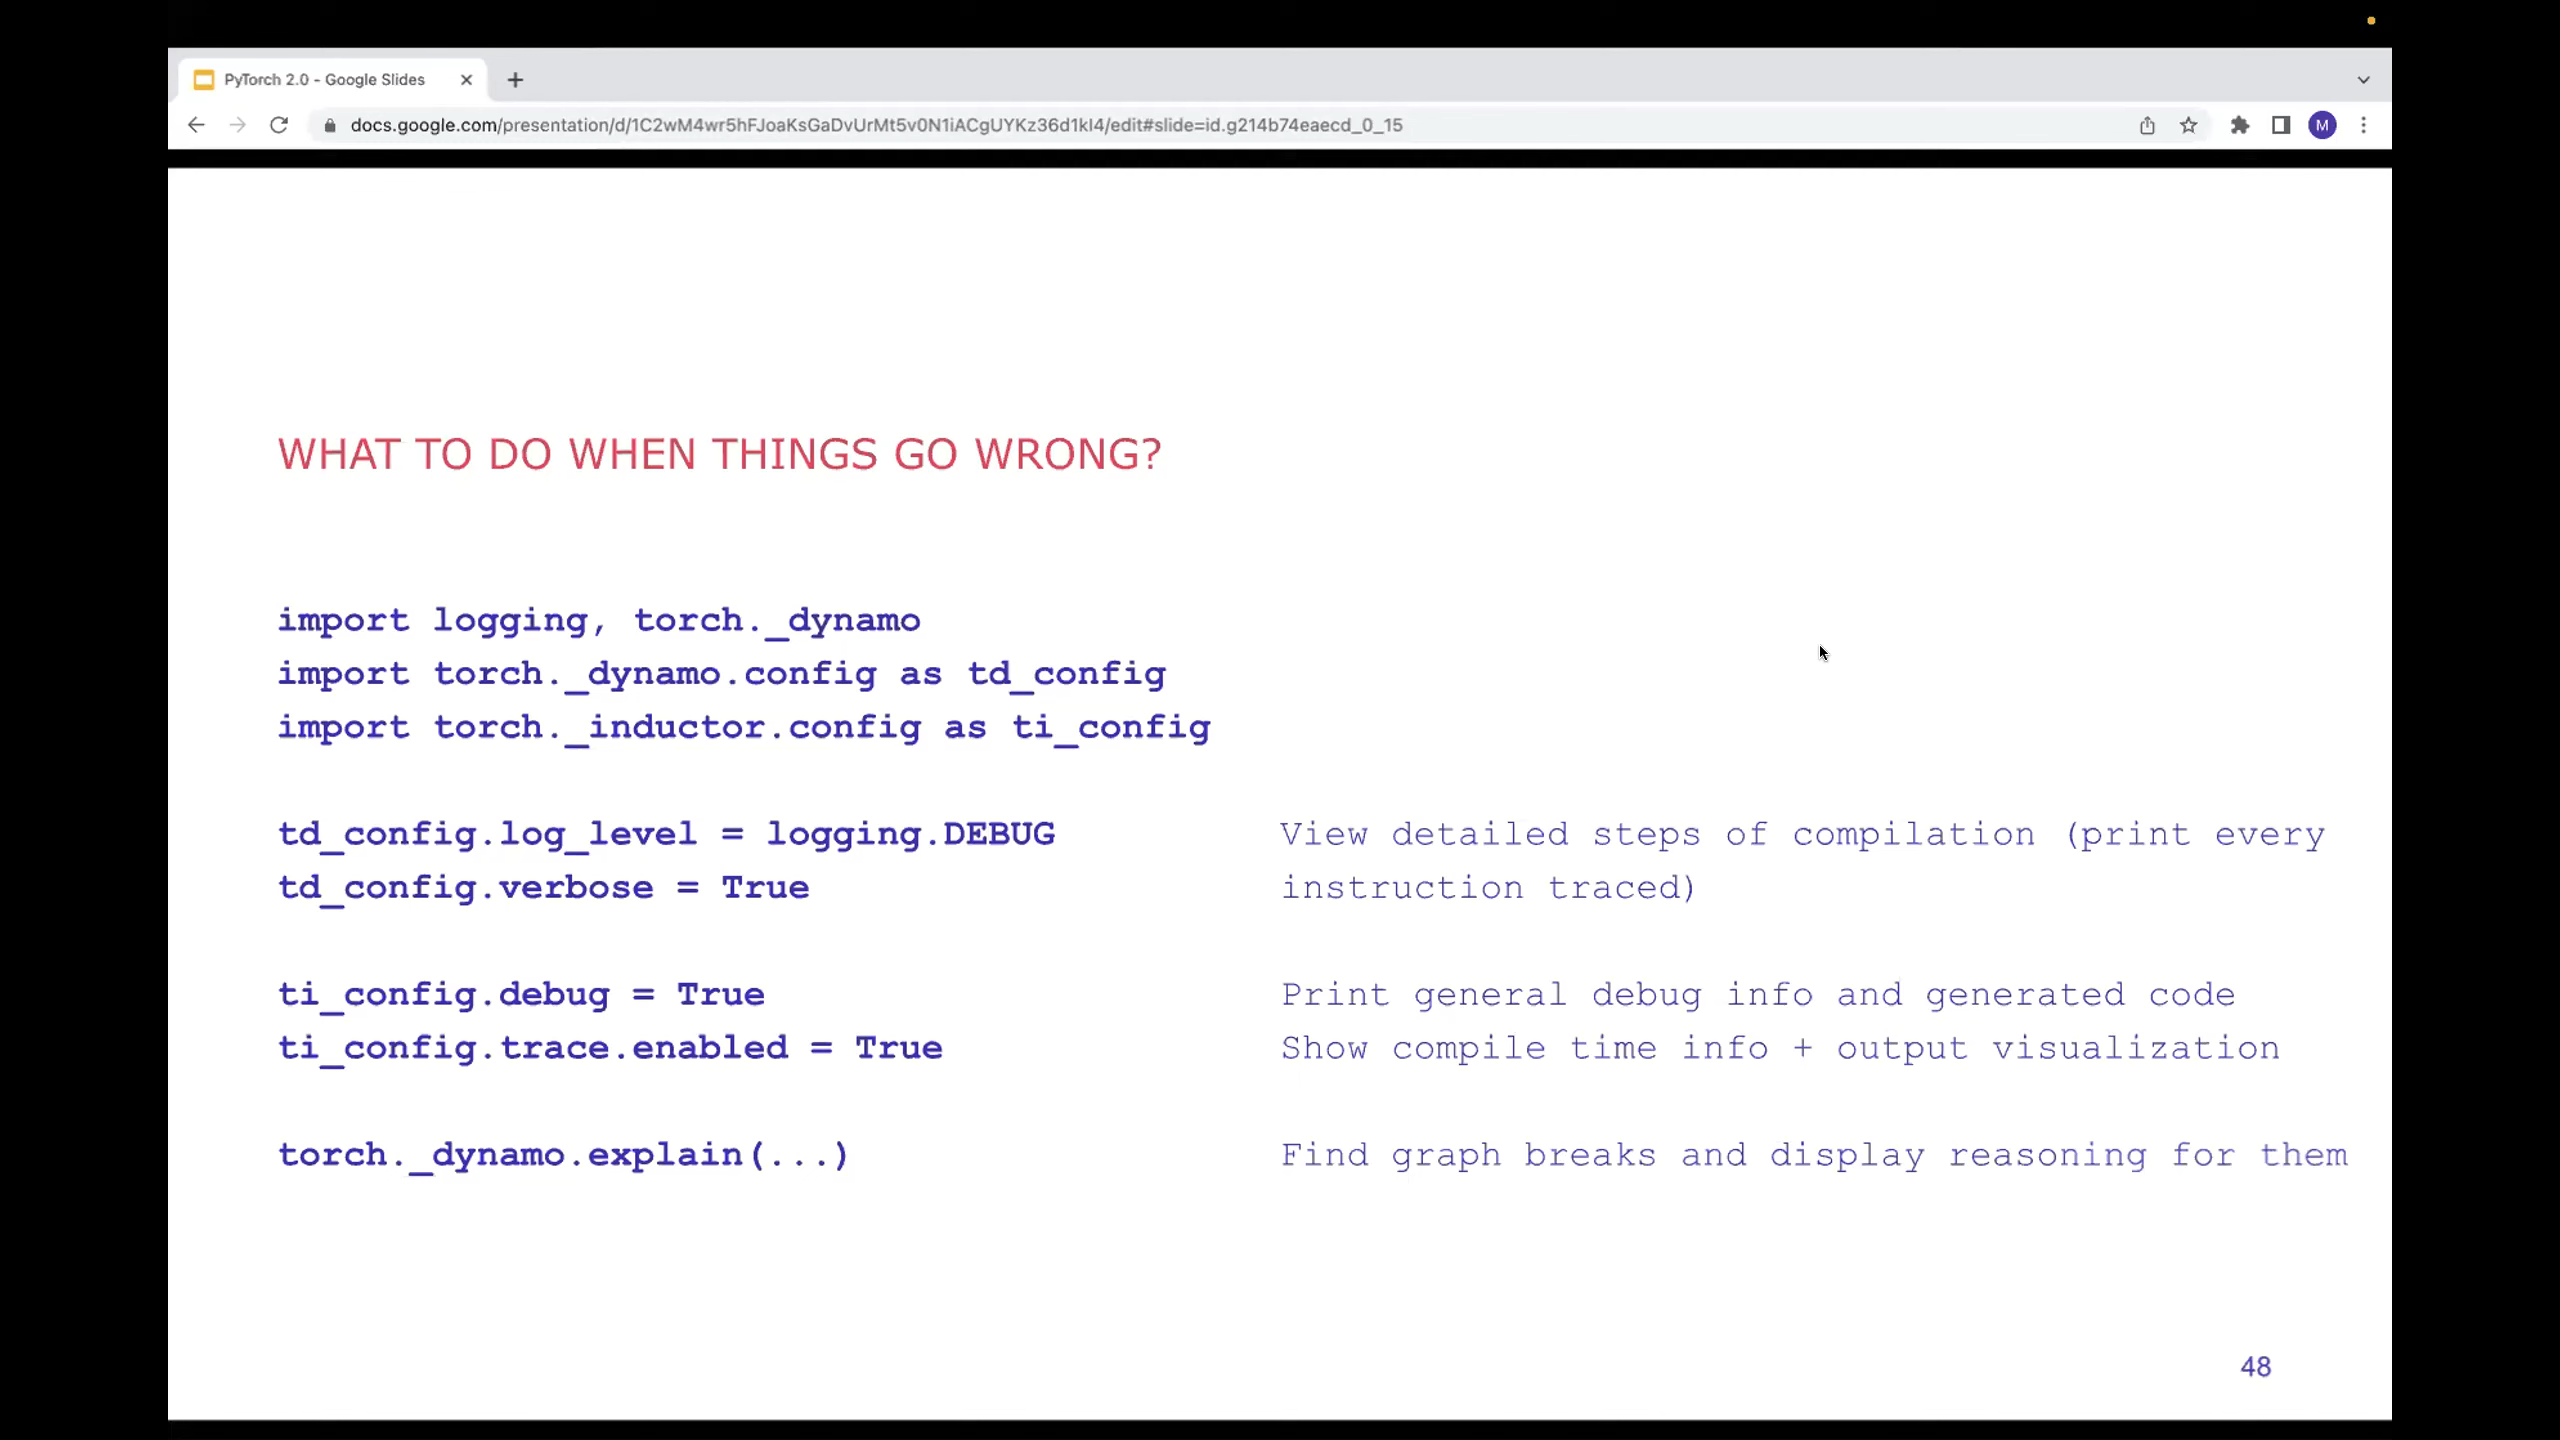 PyTorch 2.0 - Google Slides
docs.google.com/presentation/d/1C2wM4wr5hFJoaKsGaDvUrMt5v0N1iACgUYKz36d1kI4/edit#slide=id.g214b74eaecd_0_15
M
WHAT TO DO WHEN THINGS GO WRONG?
import logging, torch._dynamo
import torch._dynamo.config as td_config
import torch._inductor.config as ti_config
td_config.log_level = logging.DEBUG
View detailed steps of compilation (print every
td_config.verbose = True
instruction traced)
ti_config.debug = True
Print general debug info and generated code
ti_config.trace.enabled = True
Show compile time info + output visualization
torch._dynamo.explain(...)
Find graph breaks and display reasoning for them
48